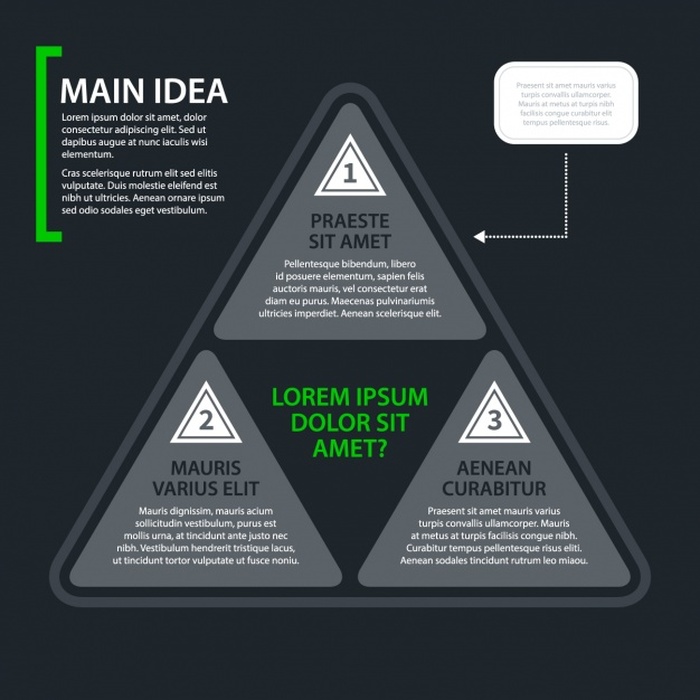 MAIN IDEA
Lorem ipsum dolor sit amet, dolor
consectetur adipiscing elit. Sed ut
dapibus augue at nunc iaculis wisi
elementum.
Cras scelerisque rutrum elit sed elitis
vulputate. Duis molestie eleifend est
nibh ut ultricies. Aenean ornare ipsum
sed odio sodales eget vestibulum.
Praesent sit amet mauris varius
turpis convallis ullamcorper.
Mauris at metus at turpis nibh
facilisis congue curabitur elit
tempus pellentesque risus.
1
PRAESTE
SIT AMET
Pellentesque bibendum, libero
id posuere elementum, sapien felis
auctoris mauris, vel consectetur erat
diam eu purus. Maecenas pulvinariumis
ultricies imperdiet. Aenean scelerisque elit.
LOREM IPSUM
DOLOR SIT
AMET?
2
MAURIS
VARIUS ELIT
Mauris dignissim, mauris acium
sollicitudin vestibulum, purus est
mollis urna, at tincidunt ante justo nec
nibh. Vestibulum hendrerit tristique lacus,
ut tincidunt tortor vulputate ut fusce noniu.
3
AENEAN
CURABITUR
Praesent sit amet mauris varius
turpis convallis ullamcorper. Mauris
at metus at turpis facilisis congue nibh.
Curabitur tempus pellentesque risus eliti.
Aenean sodales tincidunt rutrum leo miaou.